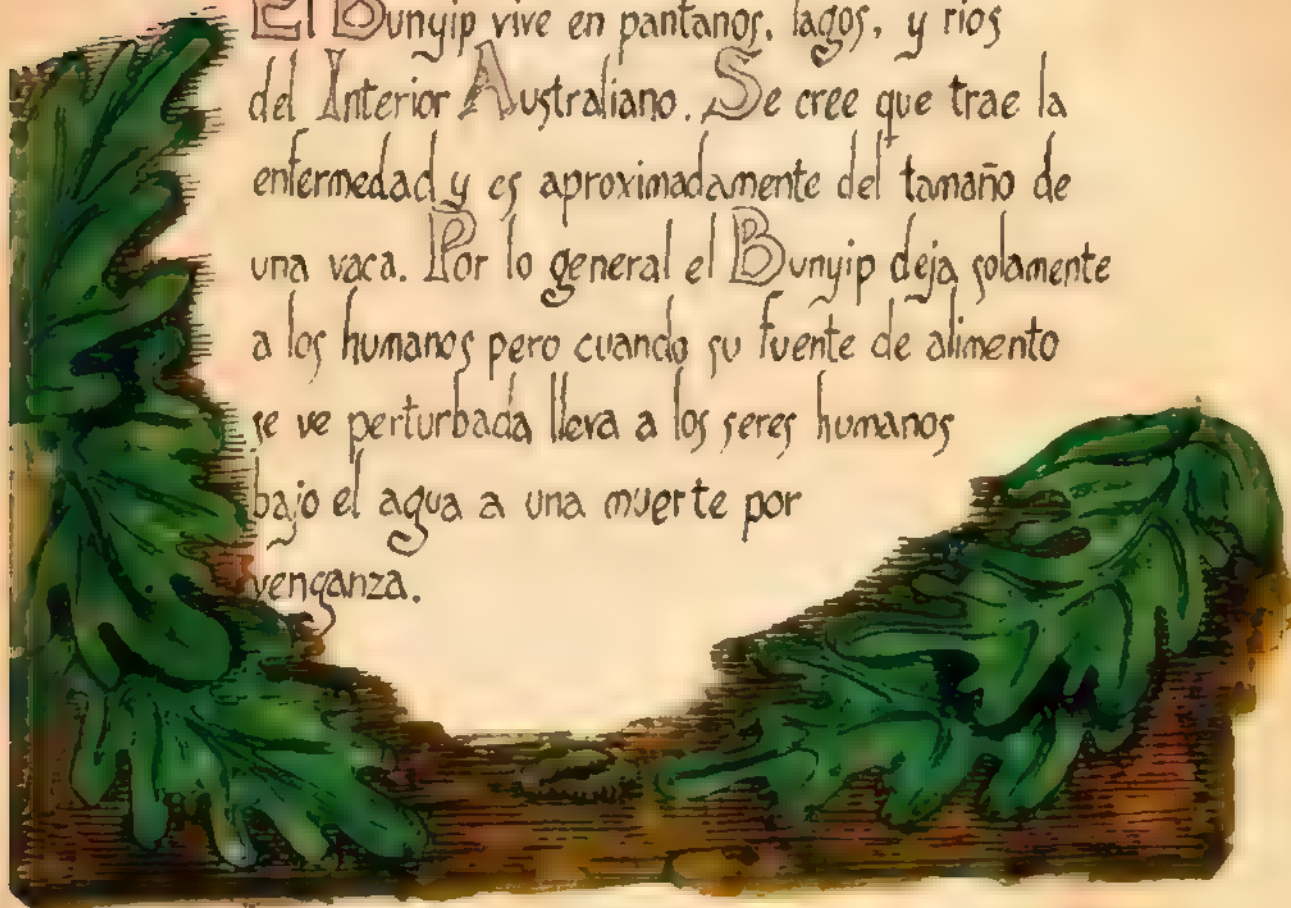 El Bunyip vive en pantanos, lagos, y rios
del Interior Australiano. Se cree que trae la
enfermedad y es aproximadamente del tamaño de
una vaca. Por lo general el Bunyip deja solamente
a los humanos pero cuando su fuente de alimento
se ve perturbada lleva a los seres humanos
bajo el agua a una muerte por
venganza.